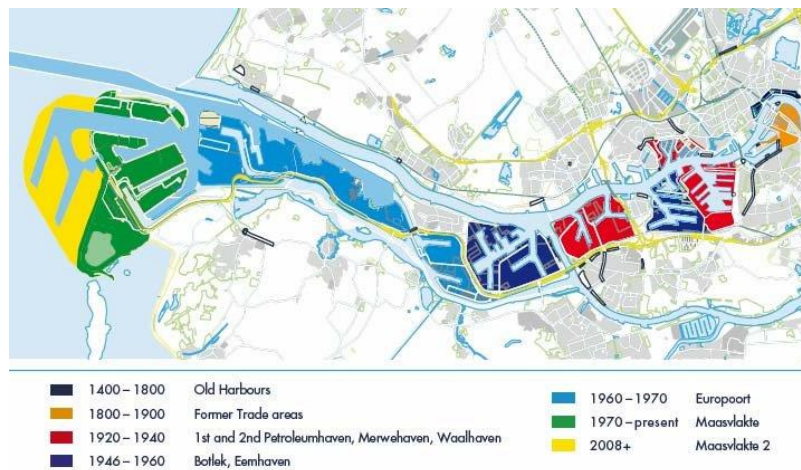 1400 – 1800 Old Harbours
1800 – 1900 Former Trade areas
1920 – 1940 1st and 2nd Petroleumhaven, Merwehaven, Waalhaven
1946 – 1960 Botlek, Eemhaven
1960 – 1970 Europoort
1970 – present Maasvlakte
2008+ Maasvlakte 2